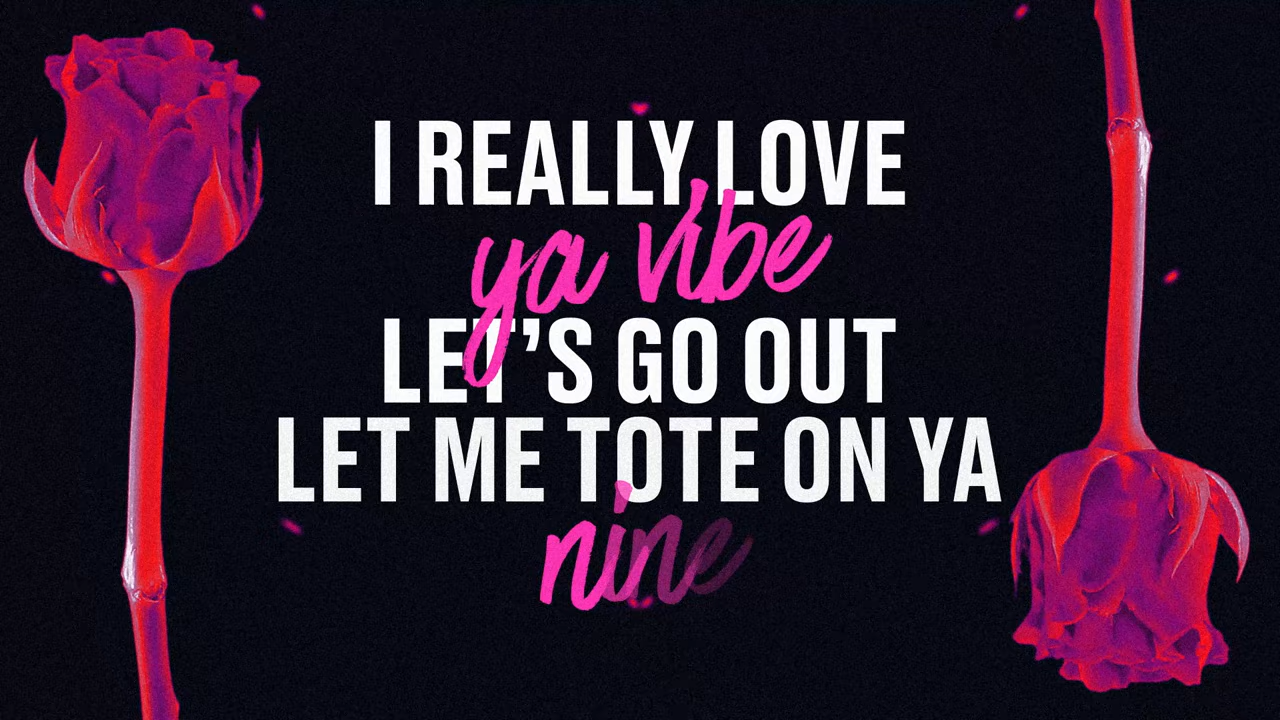 I REALLY LOVE
ya vibe
LET’S GO OUT
LET ME TOTE ON YA
nine